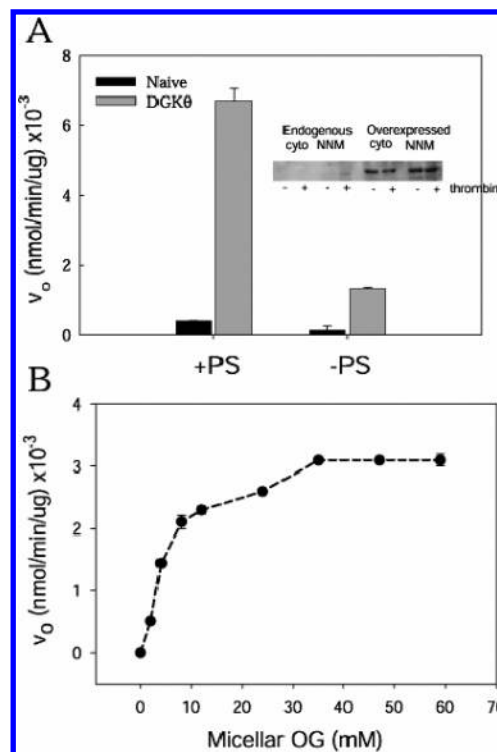 A
8
Naive
DGKθ
Endogenous Overexpressed
cyto NNM cyto NNM
- + - + - + - +
thrombin
6
4
2
0
v₀ (nmol/min/ug) x10⁻³
+PS -PS
B
4
3
2
1
0
v₀ (nmol/min/ug) x10⁻³
0 10 20 30 40 50 60 70
Micellar OG (mM)